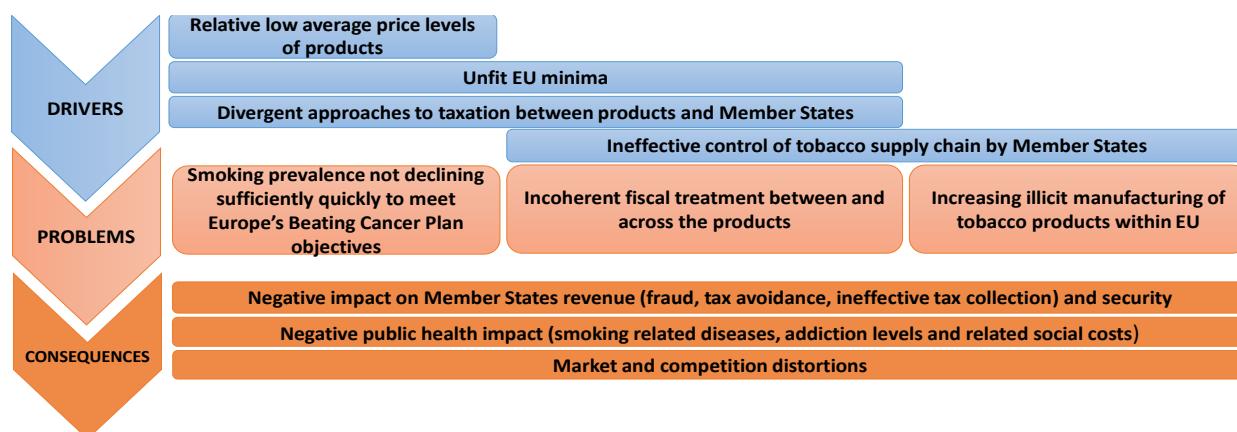 Relative low average price levels
of products
Unfit EU minima
DRIVERS
Divergent approaches to taxation between products and Member States
Ineffective control of tobacco supply chain by Member States
Smoking prevalence not declining
sufficiently quickly to meet
Europe's Beating Cancer Plan
objectives
Incoherent fiscal treatment between and
across the products
Increasing illicit manufacturing of
tobacco products within EU
PROBLEMS
Negative impact on Member States revenue (fraud, tax avoidance, ineffective tax collection) and security
Negative public health impact (smoking related diseases, addiction levels and related social costs)
CONSEQUENCES
Market and competition distortions